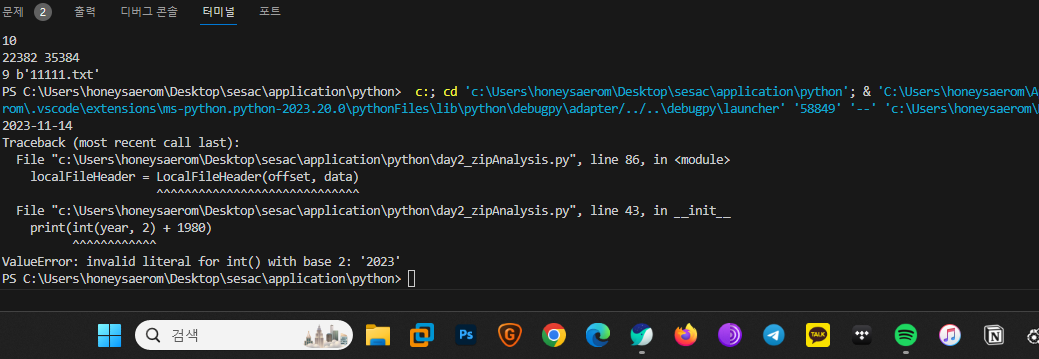 문제 2 출력 디버그 콘솔 터미널 포트
10
22382 35384
9 b'11111.txt'
PS C:\Users\honeysaerom\Desktop\sesac\application\python>  c:; cd 'c:\Users\honeysaerom\Desktop\sesac\application\python'; & 'C:\Users\honeysaerom\A
rom\.vscode\extensions\ms-python.python-2023.20.0\pythonFiles\lib\python\debugpy\adapter/../..\debugpy\launcher' '58849' '--' 'c:\Users\honeysaerom\
2023-11-14
Traceback (most recent call last):
  File "c:\Users\honeysaerom\Desktop\sesac\application\python\day2_zipAnalysis.py", line 86, in <module>
    localFileHeader = LocalFileHeader(offset, data)
                      ^^^^^^^^^^^^^^^^^^^^^^^^^^^^^
  File "c:\Users\honeysaerom\Desktop\sesac\application\python\day2_zipAnalysis.py", line 43, in __init__
    print(int(year, 2) + 1980)
          ^^^^^^^^^^^^
ValueError: invalid literal for int() with base 2: '2023'
PS C:\Users\honeysaerom\Desktop\sesac\application\python>
검색 Ps G TALK N